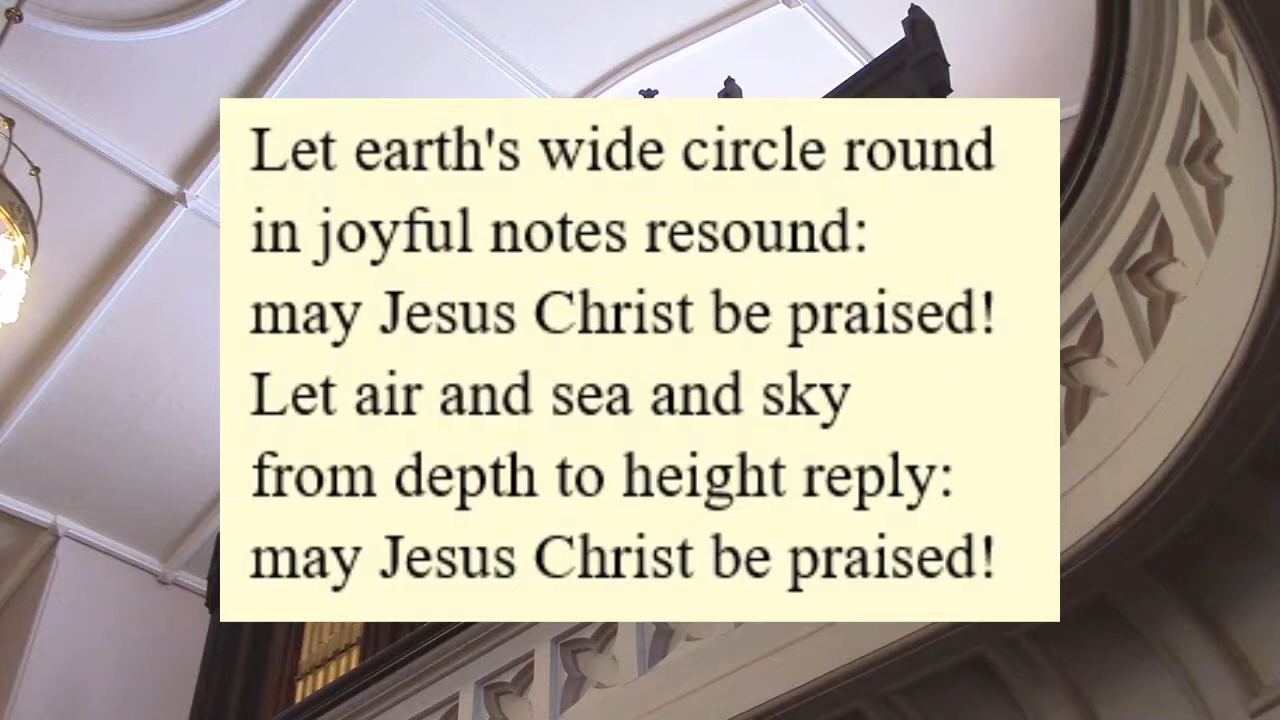 Let earth's wide circle round
in joyful notes resound:
may Jesus Christ be praised!
Let air and sea and sky
from depth to height reply:
may Jesus Christ be praised!